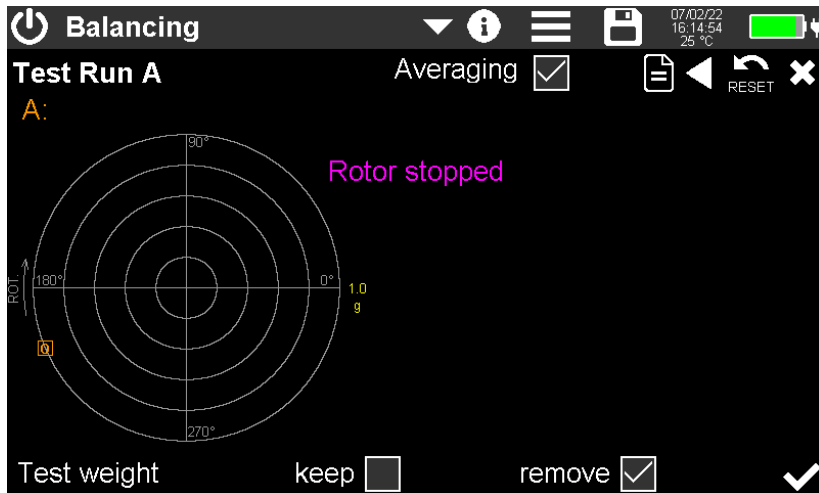 Balancing
07/02/22
16:14:54
25 °C
Test Run A
Averaging
RESET
A:
90°
Rotor stopped
ROT.
180°
0°
1.0
g
0
270°
Test weight
keep
remove